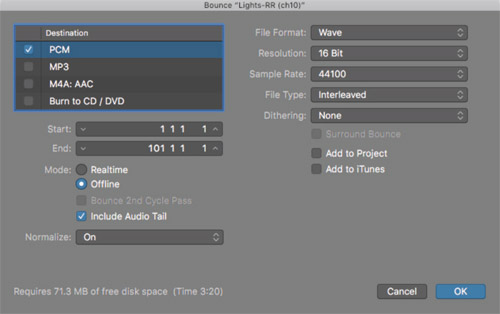 Bounce "Lights-RR (ch10)"
Destination
PCM
MP3
M4A: AAC
Burn to CD / DVD
Start: 1 1 1 1
End: 101 1 1 1
Mode: Realtime
Offline
Bounce 2nd Cycle Pass
Include Audio Tail
Normalize: On
File Format: Wave
Resolution: 16 Bit
Sample Rate: 44100
File Type: Interleaved
Dithering: None
Surround Bounce
Add to Project
Add to iTunes
Requires 71.3 MB of free disk space (Time 3:20)
Cancel
OK